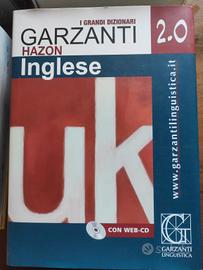 I GRANDI DIZIONARI
GARZANTI
2.0
HAZON
Inglese
www.garzantilinguistica.it
uk
CON WEB-CD
GARZANTI
LINGUISTICA